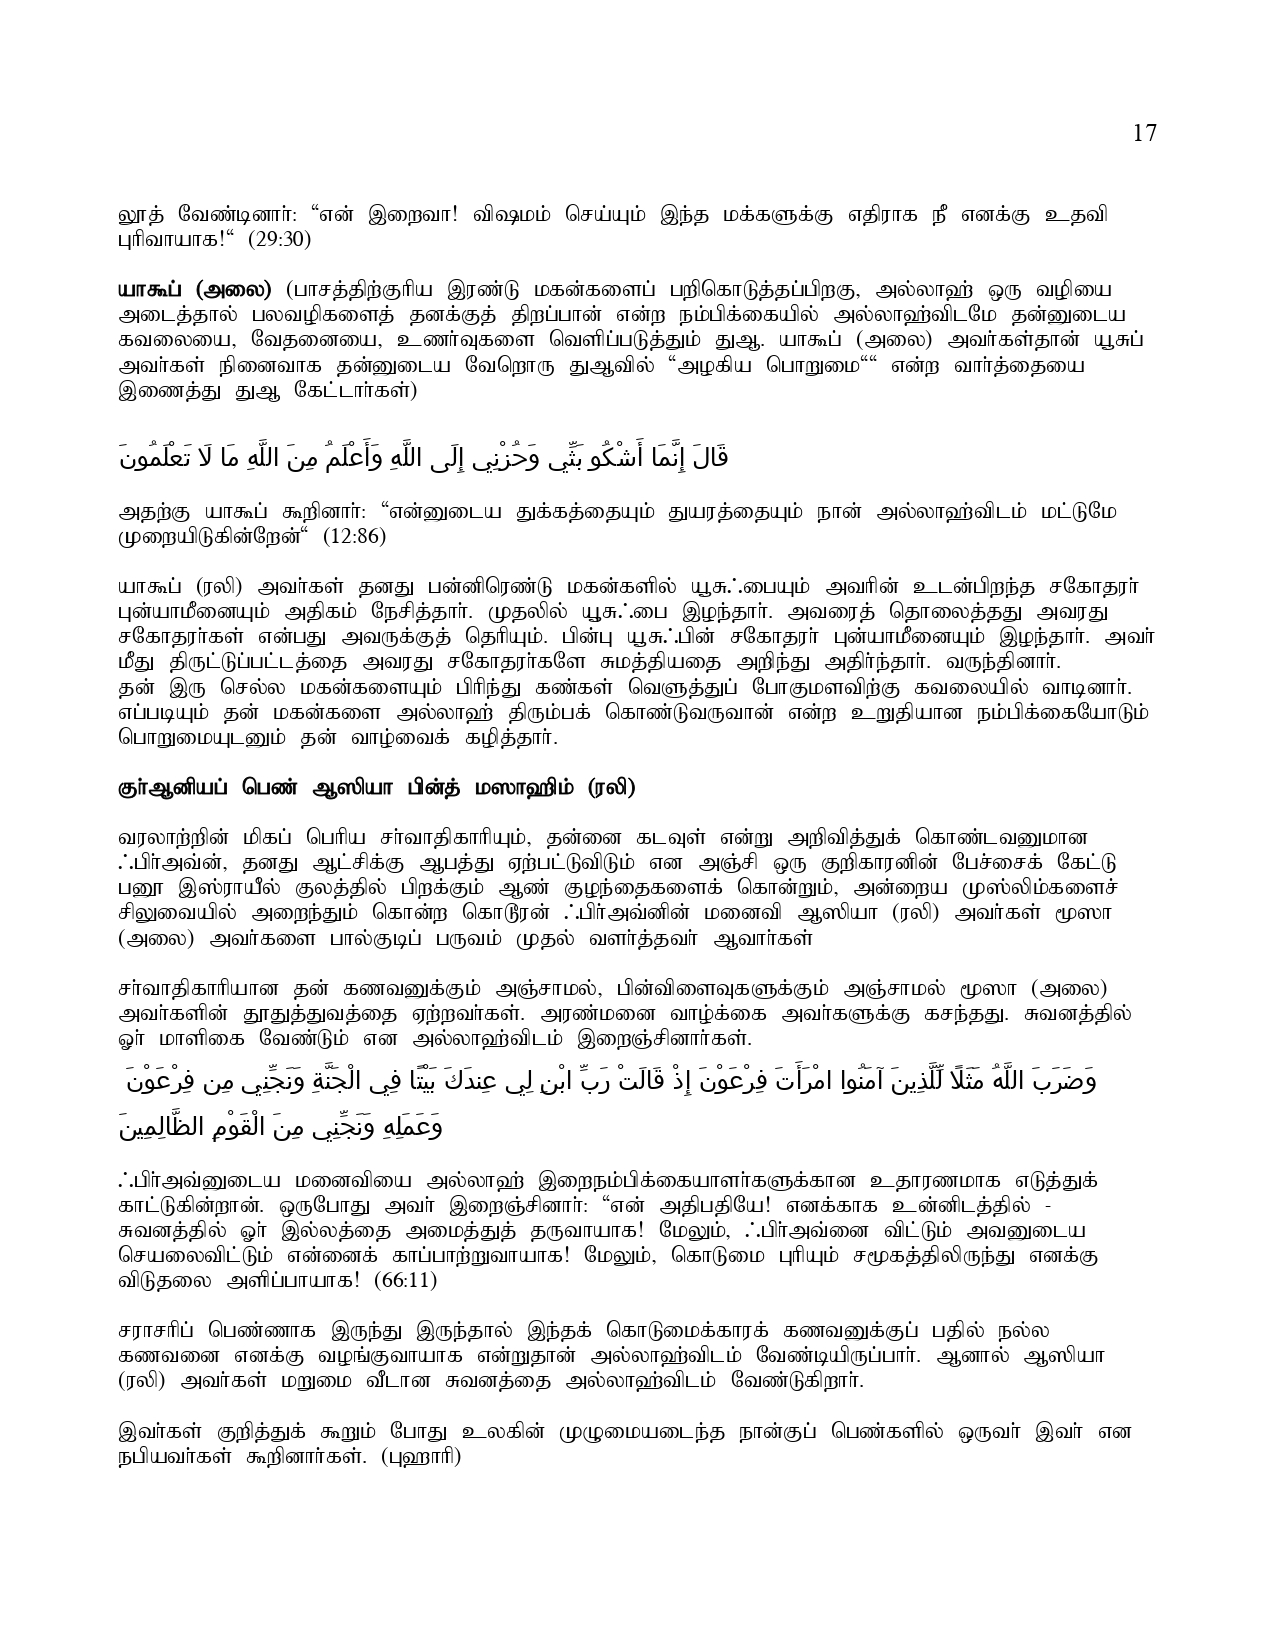 17
லூத் வேண்டினார்: “என் இறைவா! விஷமம் செய்யும் இந்த மக்களுக்கு எதிராக நீ எனக்கு உதவி
புரிவாயாக!“ (29:30)
யாகூப் (அலை) (பாசத்திற்குரிய இரண்டு மகன்களைப் பறிகொடுத்தப்பிறகு, அல்லாஹ் ஒரு வழியை
அடைத்தால் பலவழிகளைத் தனக்குத் திறப்பான் என்ற நம்பிக்கையில் அல்லாஹ்விடமே தன்னுடைய
கவலையை, வேதனையை, உணர்வுகளை வெளிப்படுத்தும் துஆ. யாகூப் (அலை) அவர்கள்தான் யூசுப்
அவர்கள் நினைவாக தன்னுடைய வேறொரு துஆவில் “அழகிய பொறுமை““ என்ற வார்த்தையை
இணைத்து துஆ கேட்டார்கள்)
قَالَ إِنَّمَا أَشْكُو بَثِّي وَحُزْنِي إِلَى اللَّهِ وَأَعْلَمُ مِنَ اللَّهِ مَا لَا تَعْلَمُونَ
அதற்கு யாகூப் கூறினார்: “என்னுடைய துக்கத்தையும் துயரத்தையும் நான் அல்லாஹ்விடம் மட்டுமே
முறையிடுகின்றேன்“ (12:86)
யாகூப் (ரலி) அவர்கள் தனது பன்னிரெண்டு மகன்களில் யூசுஃபையும் அவரின் உடன்பிறந்த சகோதரர்
புன்யாமீனையும் அதிகம் நேசித்தார். முதலில் யூசுஃபை இழந்தார். அவரைத் தொலைத்தது அவரது
சகோதரர்கள் என்பது அவருக்குத் தெரியும். பின்பு யூசுஃபின் சகோதரர் புன்யாமீனையும் இழந்தார். அவர்
மீது திருட்டுப்பட்டத்தை அவரது சகோதரர்களே சுமத்தியதை அறிந்து அதிர்ந்தார். வருந்தினார்.
தன் இரு செல்ல மகன்களையும் பிரிந்து கண்கள் வெளுத்துப் போகுமளவிற்கு கவலையில் வாடினார்.
எப்படியும் தன் மகன்களை அல்லாஹ் திரும்பக் கொண்டுவருவான் என்ற உறுதியான நம்பிக்கையோடும்
பொறுமையுடனும் தன் வாழ்வைக் கழித்தார்.
குர்ஆனியப் பெண் ஆஸியா பின்த் மஸாஹிம் (ரலி)
வரலாற்றின் மிகப் பெரிய சர்வாதிகாரியும், தன்னை கடவுள் என்று அறிவித்துக் கொண்டவனுமான
ஃபிர்அவ்ன், தனது ஆட்சிக்கு ஆபத்து ஏற்பட்டுவிடும் என அஞ்சி ஒரு குறிகாரனின் பேச்சைக் கேட்டு
பனூ இஸ்ராயீல் குலத்தில் பிறக்கும் ஆண் குழந்தைகளைக் கொன்றும், அன்றைய முஸ்லிம்களைச்
சிலுவையில் அறைந்தும் கொன்ற கொடூரன் ஃபிர்அவ்னின் மனைவி ஆஸியா (ரலி) அவர்கள் மூஸா
(அலை) அவர்களை பால்குடிப் பருவம் முதல் வளர்த்தவர் ஆவார்கள்
சர்வாதிகாரியான தன் கணவனுக்கும் அஞ்சாமல், பின்விளைவுகளுக்கும் அஞ்சாமல் மூஸா (அலை)
அவர்களின் தூதுத்துவத்தை ஏற்றவர்கள். அரண்மனை வாழ்க்கை அவர்களுக்கு கசந்தது. சுவனத்தில்
ஓர் மாளிகை வேண்டும் என அல்லாஹ்விடம் இறைஞ்சினார்கள்.
وَضَرَبَ اللَّهُ مَثَلًا لِّلَّذِينَ آمَنُوا امْرَأَتَ فِرْعَوْنَ إِذْ قَالَتْ رَبِّ ابْنِ لِي عِندَكَ بَيْتًا فِي الْجَنَّةِ وَنَجِّنِي مِن فِرْعَوْنَ
وَعَمَلِهِ وَنَجِّنِي مِنَ الْقَوْمِ الظَّالِمِينَ
ஃபிர்அவ்னுடைய மனைவியை அல்லாஹ் இறைநம்பிக்கையாளர்களுக்கான உதாரணமாக எடுத்துக்
காட்டுகின்றான். ஒருபோது அவர் இறைஞ்சினார்: “என் அதிபதியே! எனக்காக உன்னிடத்தில் -
சுவனத்தில் ஓர் இல்லத்தை அமைத்துத் தருவாயாக! மேலும், ஃபிர்அவ்னை விட்டும் அவனுடைய
செயலைவிட்டும் என்னைக் காப்பாற்றுவாயாக! மேலும், கொடுமை புரியும் சமூகத்திலிருந்து எனக்கு
விடுதலை அளிப்பாயாக! (66:11)
சராசரிப் பெண்ணாக இருந்து இருந்தால் இந்தக் கொடுமைக்காரக் கணவனுக்குப் பதில் நல்ல
கணவனை எனக்கு வழங்குவாயாக என்றுதான் அல்லாஹ்விடம் வேண்டியிருப்பார். ஆனால் ஆஸியா
(ரலி) அவர்கள் மறுமை வீடான சுவனத்தை அல்லாஹ்விடம் வேண்டுகிறார்.
இவர்கள் குறித்துக் கூறும் போது உலகின் முழுமையடைந்த நான்குப் பெண்களில் ஒருவர் இவர் என
நபியவர்கள் கூறினார்கள். (புஹாரி)